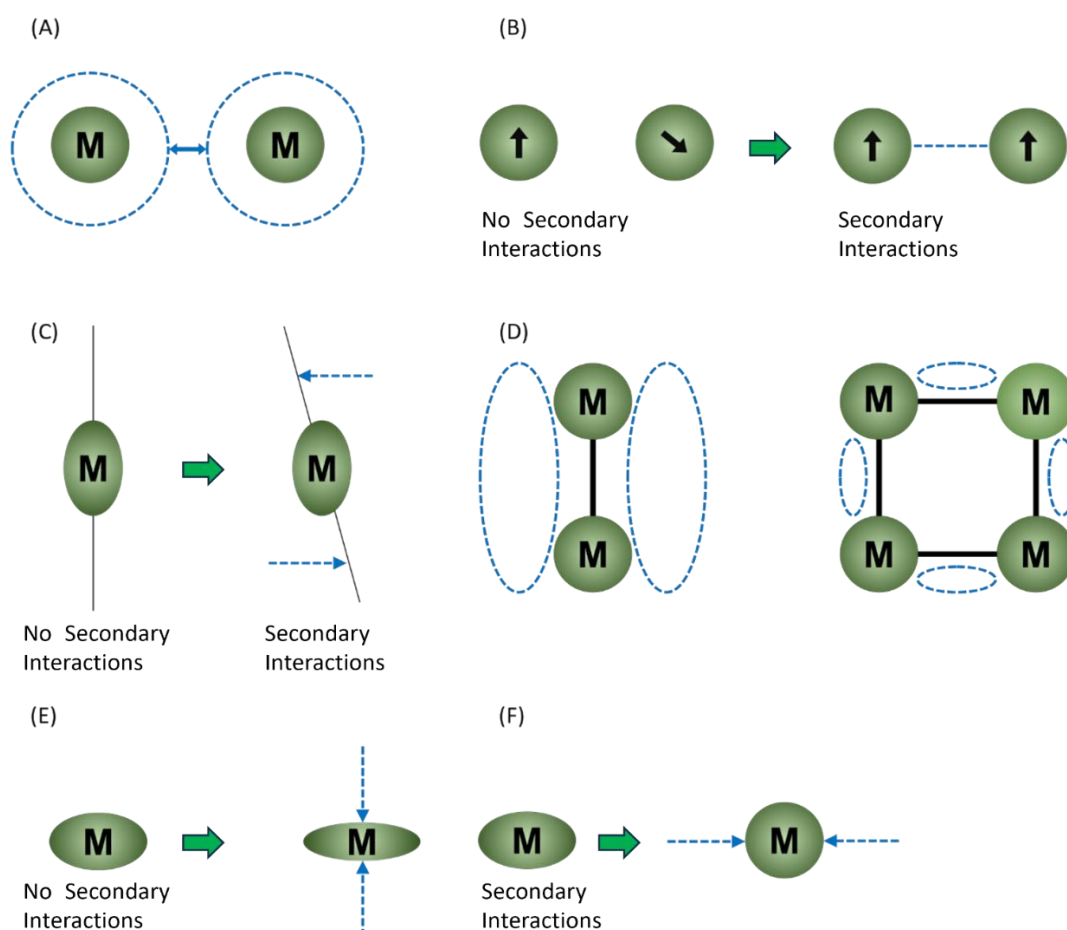 (A)
(B)
M
M
No Secondary
Interactions
Secondary
Interactions
(C)
(D)
M
M
M
M
M
M
M
M
No Secondary
Interactions
Secondary
Interactions
(E)
(F)
M
M
M
M
No Secondary
Interactions
Secondary
Interactions